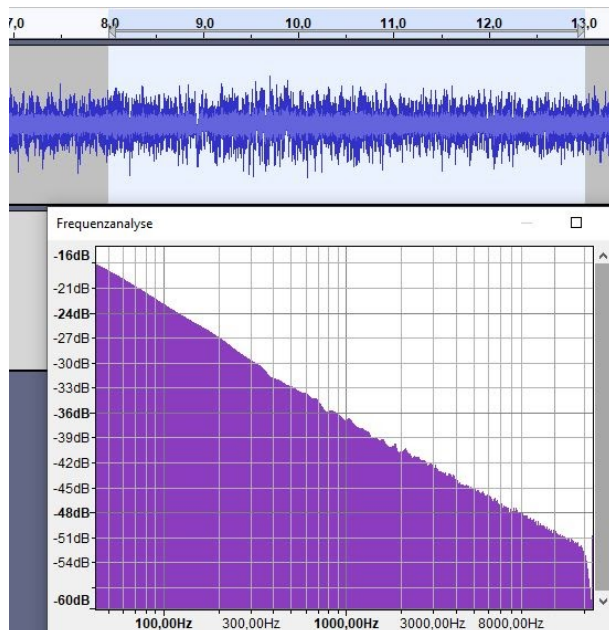 7,0 8,0 9,0 10,0 11,0 12,0 13,0
Frequenzanalyse
-16dB
-21dB
-24dB
-27dB
-30dB
-33dB
-36dB
-39dB
-42dB
-45dB
-48dB
-51dB
-54dB
-60dB
100,00Hz 300,00Hz 1000,00Hz 3000,00Hz 8000,00Hz